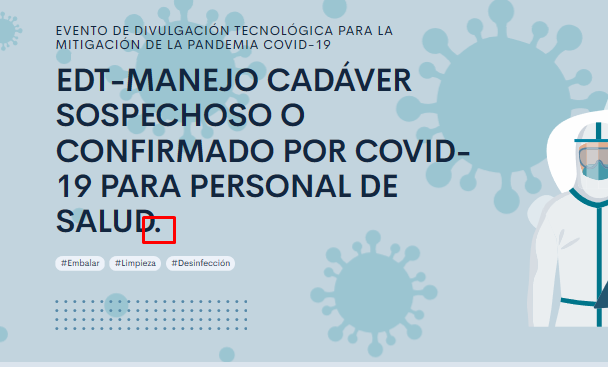 EVENTO DE DIVULGACIÓN TECNOLÓGICA PARA LA
MITIGACIÓN DE LA PANDEMIA COVID-19
EDT-MANEJO CADÁVER
SOSPECHOSO O
CONFIRMADO POR COVID-
19 PARA PERSONAL DE
SALUD.
#Embalar #Limpieza #Desinfección